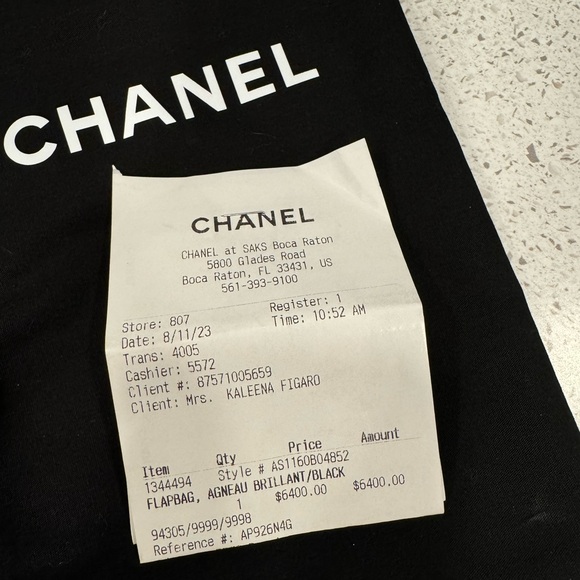 CHANEL
CHANEL
CHANEL at SAKS Boca Raton
5800 Glades Road
Boca Raton, FL 33431, US
561-393-9100
Store: 807 Register: 1
Date: 8/11/23 Time: 10:52 AM
Trans: 4005
Cashier: 5572
Client #: 87571005659
Client: Mrs. KALEENA FIGARO
Item Qty Price Amount
1344494 Style # AS1160B04852
FLAPBAG, AGNEAU BRILLANT/BLACK
1 $6400.00 $6400.00
94305/9999/9998
Reference #: AP926N4G